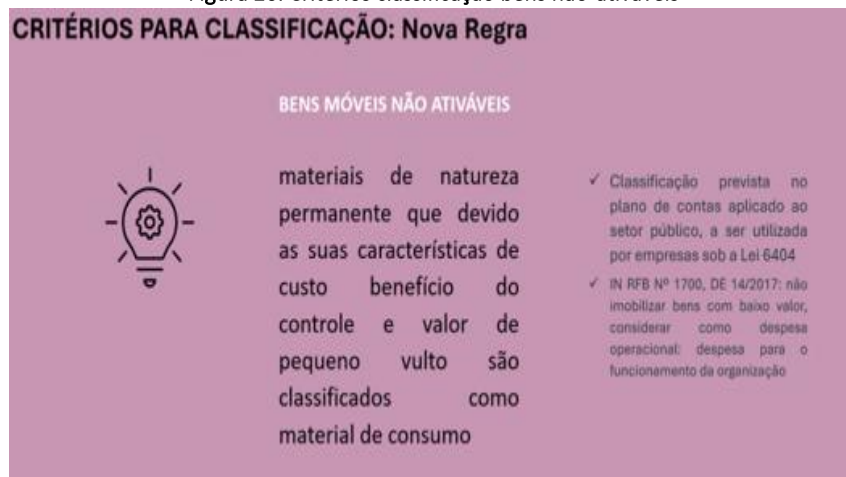 CRITÉRIOS PARA CLASSIFICAÇÃO: Nova Regra
BENS MÓVEIS NÃO ATIVÁVEIS
materiais de natureza
permanente que devido
as suas características de
custo benefício do
controle e valor de
pequeno vulto são
classificados como
material de consumo
✓ Classificação prevista no
plano de contas aplicado ao
setor público, a ser utilizada
por empresas sob a Lei 6404
✓ IN RFB Nº 1700, DE 14/2017: não
imobilizar bens com baixo valor,
considerar como despesa
operacional: despesa para o
funcionamento da organização